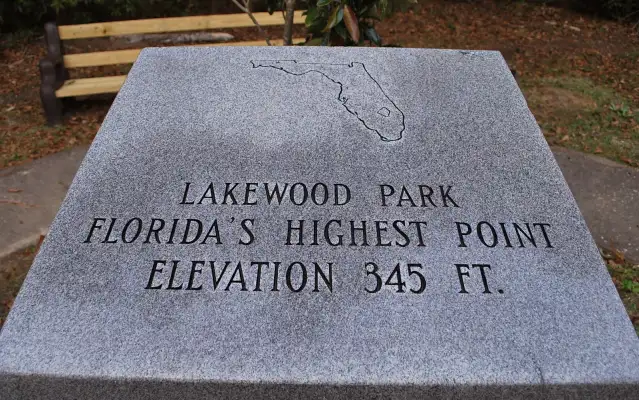 LAKEWOOD PARK
FLORIDA'S HIGHEST POINT
ELEVATION 345 FT.